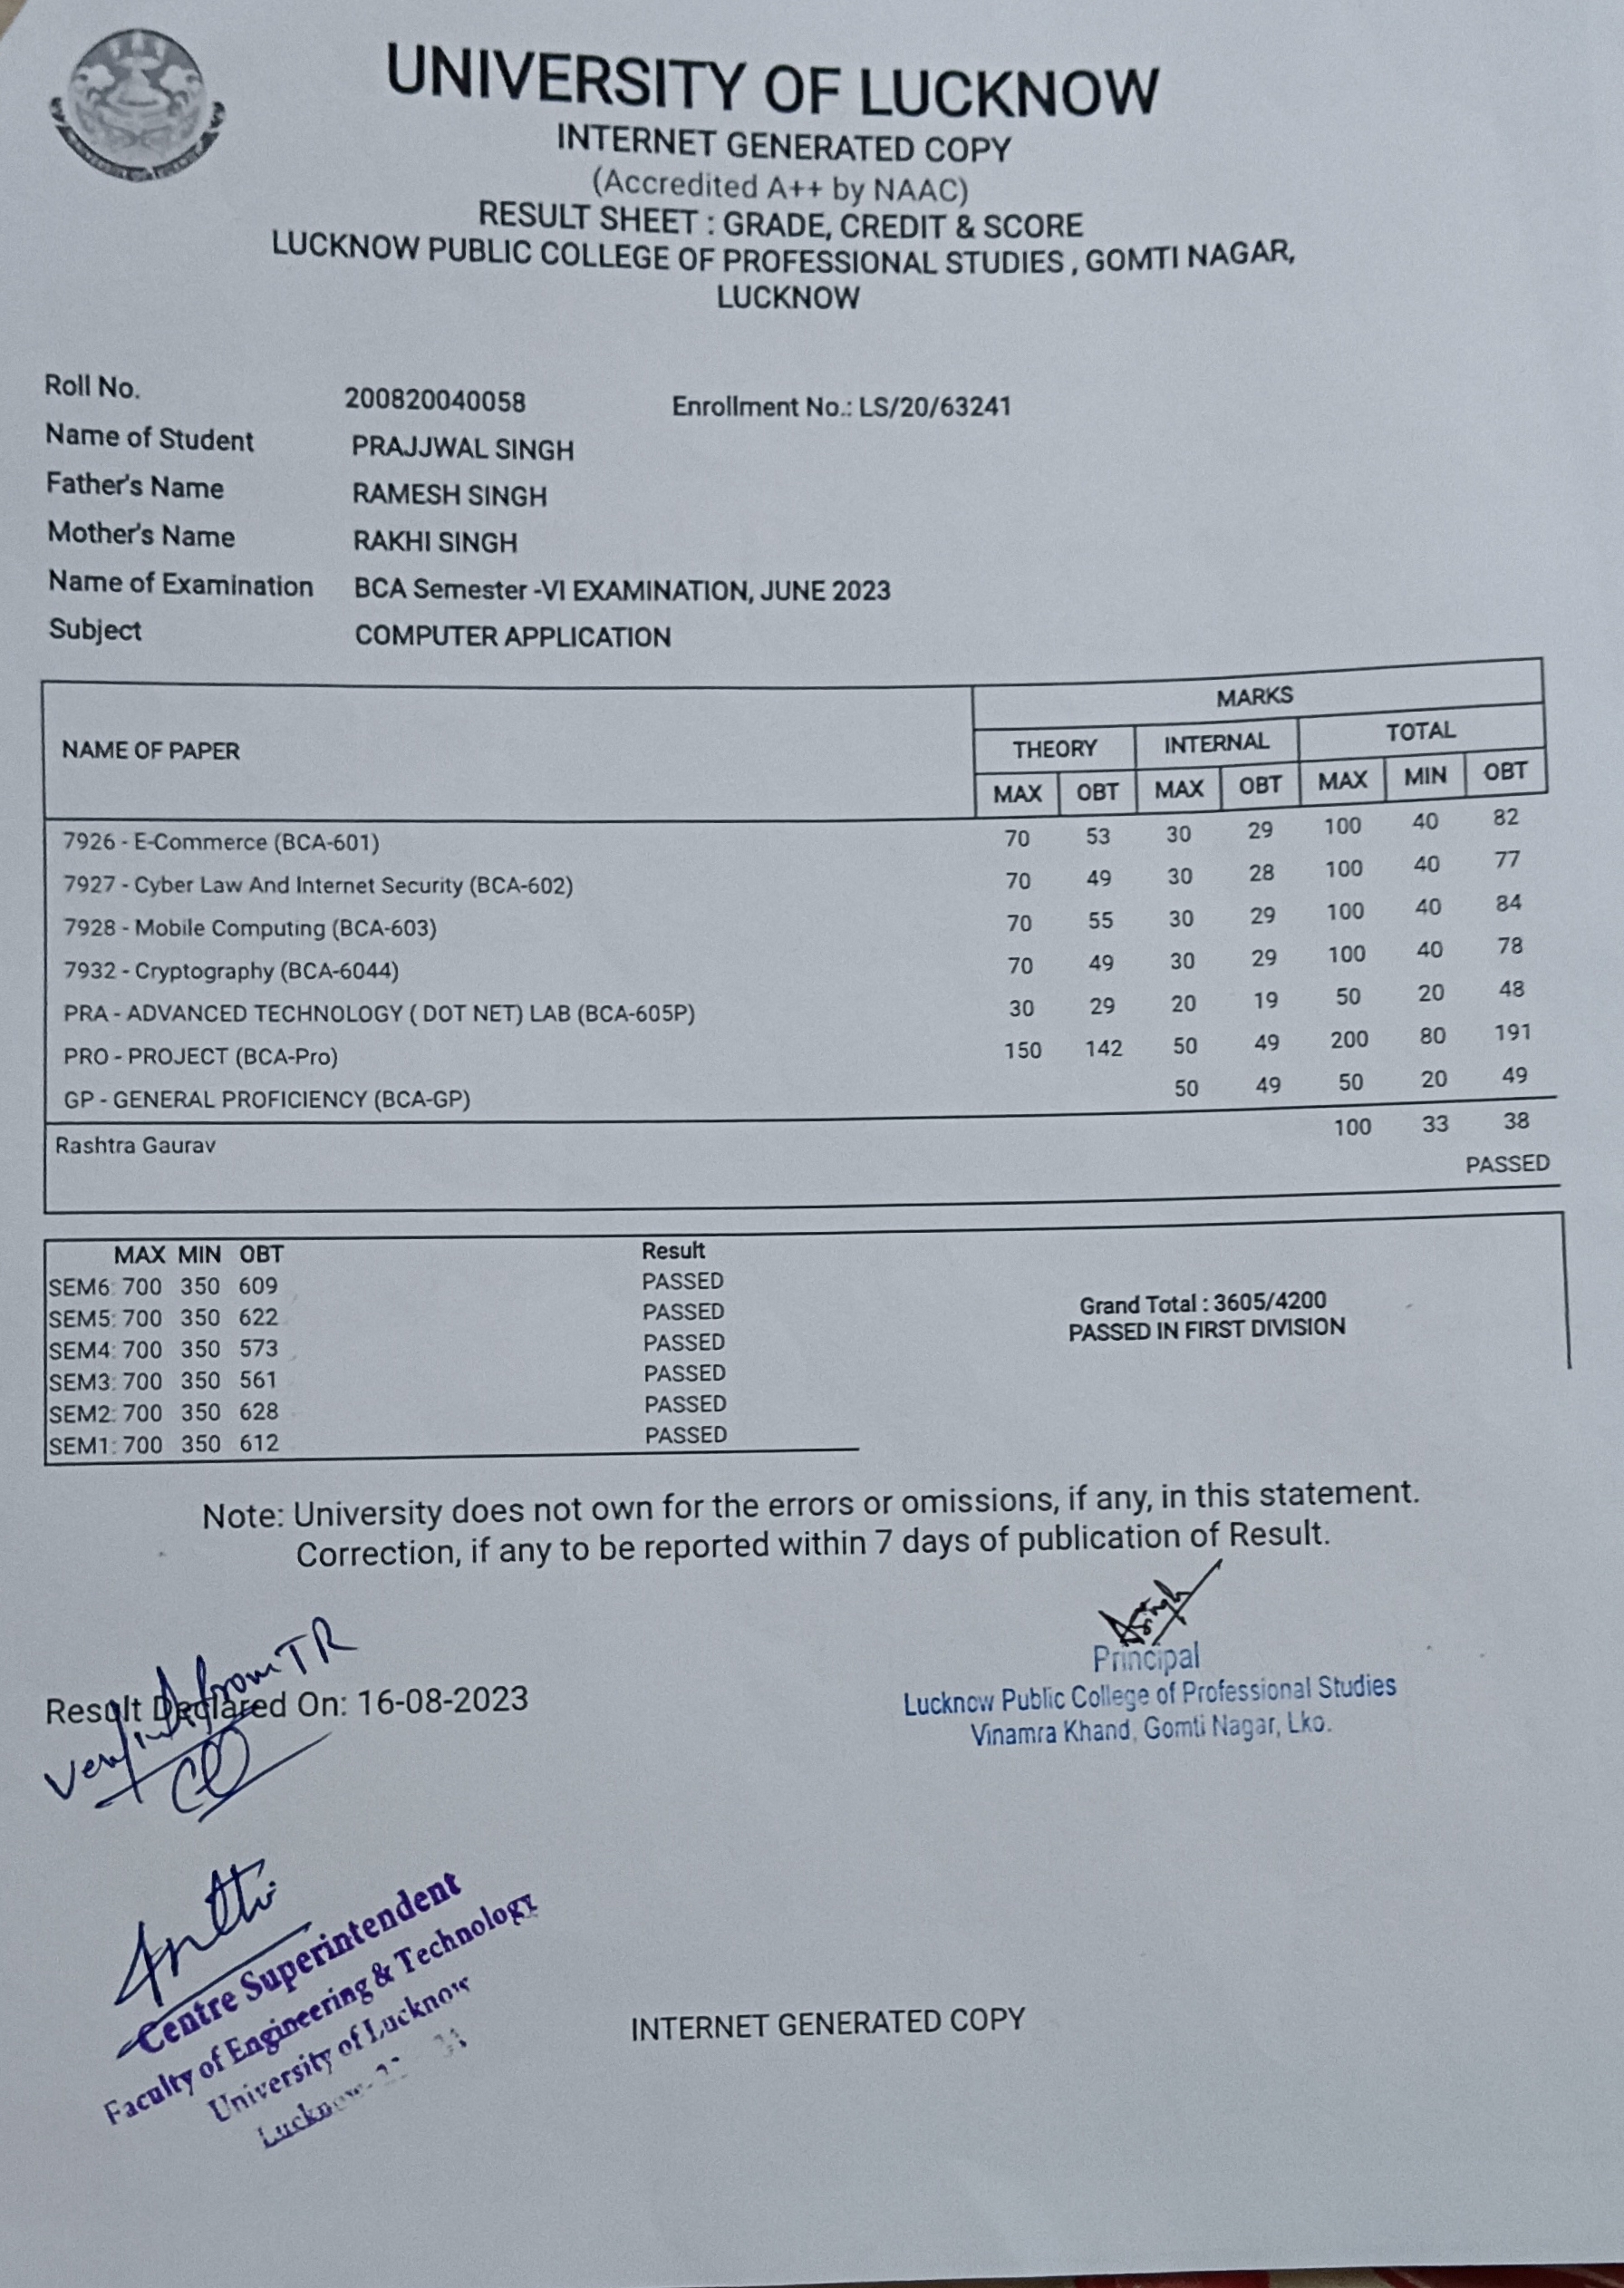 UNIVERSITY OF LUCKNOW
INTERNET GENERATED COPY
(Accredited A++ by NAAC)
RESULT SHEET : GRADE, CREDIT & SCORE
LUCKNOW PUBLIC COLLEGE OF PROFESSIONAL STUDIES , GOMTI NAGAR,
LUCKNOW
Roll No. 200820040058 Enrollment No.: LS/20/63241
Name of Student PRAJJWAL SINGH
Father's Name RAMESH SINGH
Mother's Name RAKHI SINGH
Name of Examination BCA Semester -VI EXAMINATION, JUNE 2023
Subject COMPUTER APPLICATION
MARKS
NAME OF PAPER THEORY INTERNAL TOTAL
MAX OBT MAX OBT MAX MIN OBT
7926 - E-Commerce (BCA-601) 70 53 30 29 100 40 82
7927 - Cyber Law And Internet Security (BCA-602) 70 49 30 28 100 40 77
7928 - Mobile Computing (BCA-603) 70 55 30 29 100 40 84
7932 - Cryptography (BCA-6044) 70 49 30 29 100 40 78
PRA - ADVANCED TECHNOLOGY ( DOT NET) LAB (BCA-605P) 30 29 20 19 50 20 48
PRO - PROJECT (BCA-Pro) 150 142 50 49 200 80 191
GP - GENERAL PROFICIENCY (BCA-GP) 50 49 50 20 49
Rashtra Gaurav 100 33 38
PASSED
MAX MIN OBT Result
SEM6: 700 350 609 PASSED
SEM5: 700 350 622 PASSED
SEM4: 700 350 573 PASSED
SEM3: 700 350 561 PASSED
SEM2: 700 350 628 PASSED
SEM1: 700 350 612 PASSED
Grand Total : 3605/4200
PASSED IN FIRST DIVISION
Note: University does not own for the errors or omissions, if any, in this statement.
Correction, if any to be reported within 7 days of publication of Result.
Verified from TR
Result Declared On: 16-08-2023
Principal
Lucknow Public College of Professional Studies
Vinamra Khand, Gomti Nagar, Lko.
Centre Superintendent
Faculty of Engineering & Technology
University of Lucknow
INTERNET GENERATED COPY